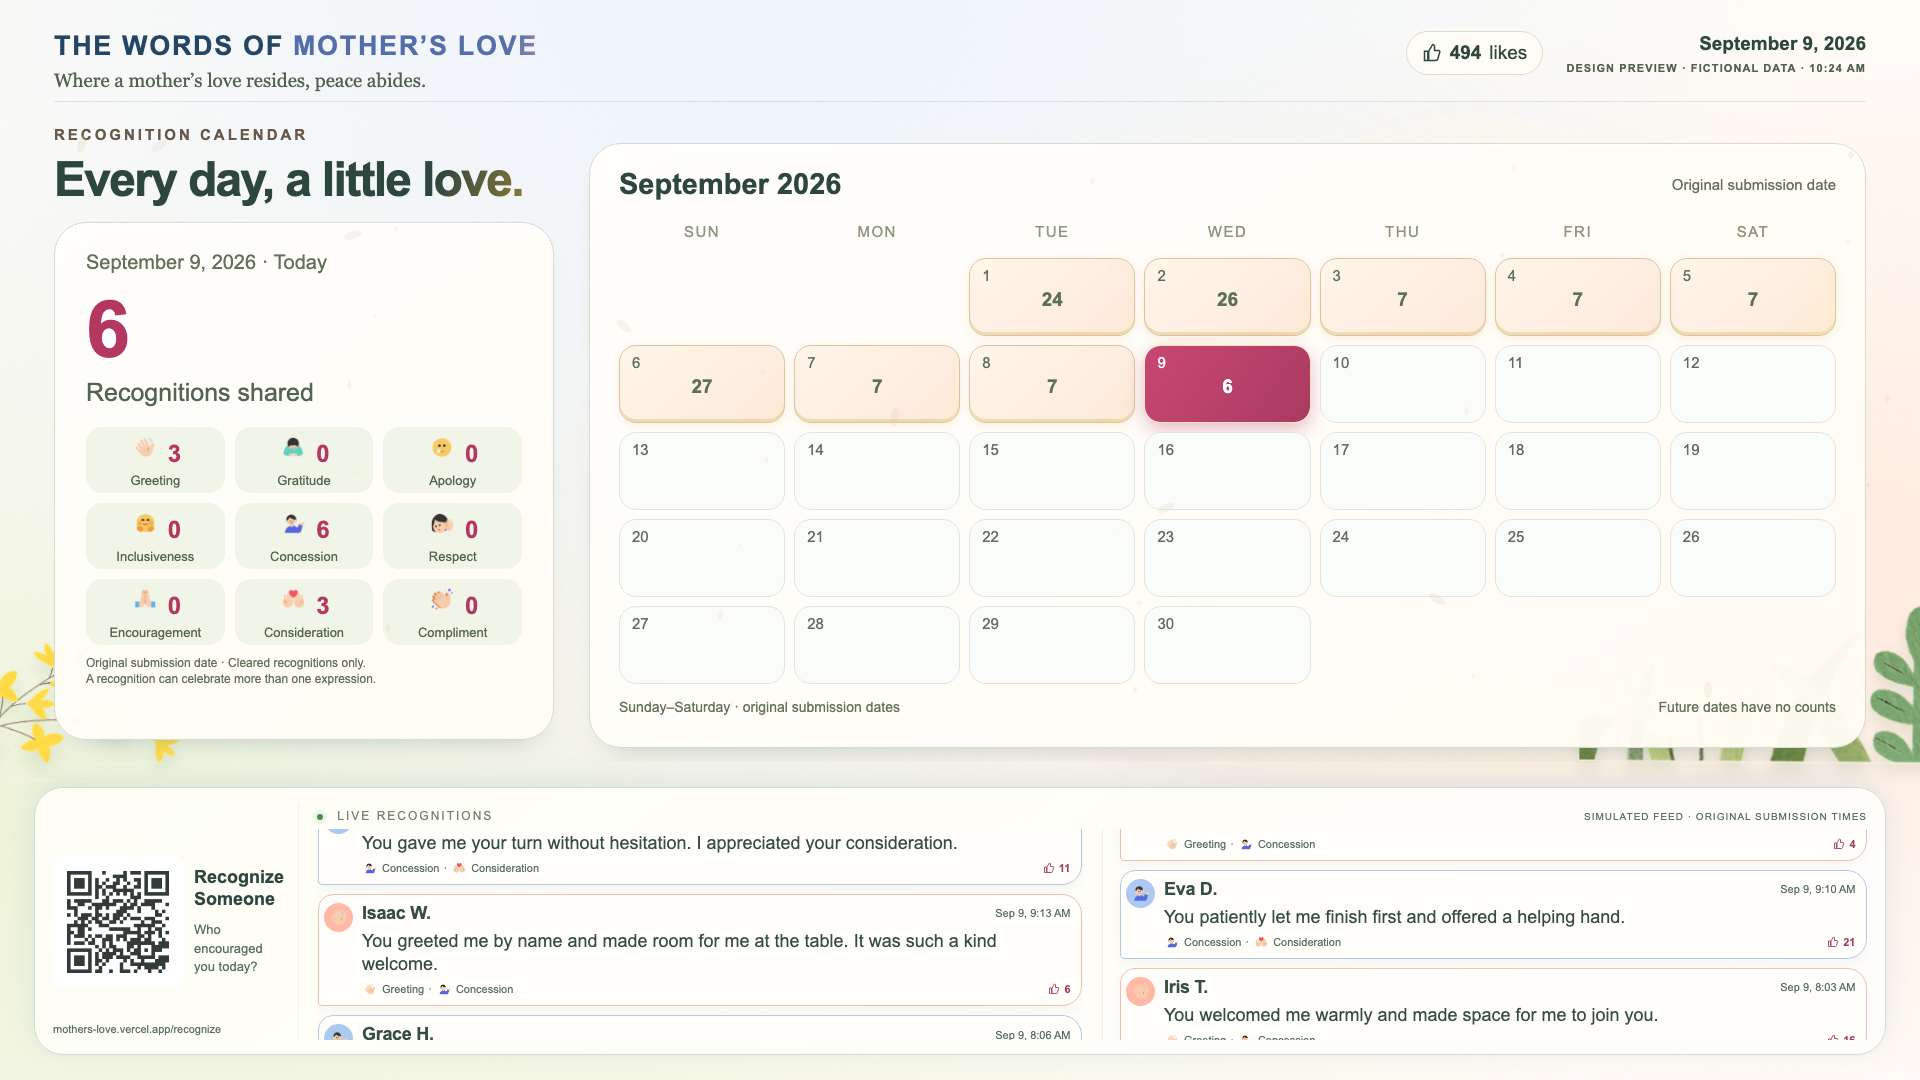 THE WORDS OF MOTHER’S LOVE
Where a mother’s love resides, peace abides.
494 likes
September 9, 2026
DESIGN PREVIEW · FICTIONAL DATA · 10:24 AM
RECOGNITION CALENDAR
Every day, a little love.
September 9, 2026 · Today
6
Recognitions shared
3
Greeting
0
Gratitude
0
Apology
0
Inclusiveness
6
Concession
0
Respect
0
Encouragement
3
Consideration
0
Compliment
Original submission date · Cleared recognitions only.
A recognition can celebrate more than one expression.
September 2026
Original submission date
SUN MON TUE WED THU FRI SAT
1 2 3 4 5
24 26 7 7 7
6 7 8 9 10 11 12
27 7 7 6
13 14 15 16 17 18 19
20 21 22 23 24 25 26
27 28 29 30
Sunday–Saturday · original submission dates
Future dates have no counts
Recognize
Someone
Who
encouraged
you today?
mothers-love.vercel.app/recognize
LIVE RECOGNITIONS
SIMULATED FEED · ORIGINAL SUBMISSION TIMES
You gave me your turn without hesitation. I appreciated your consideration.
Concession · Consideration
11
Isaac W.
Sep 9, 9:13 AM
You greeted me by name and made room for me at the table. It was such a kind
welcome.
Greeting · Concession
6
Grace H.
Sep 9, 8:06 AM
Greeting · Concession
4
Eva D.
Sep 9, 9:10 AM
You patiently let me finish first and offered a helping hand.
Concession · Consideration
21
Iris T.
Sep 9, 8:03 AM
You welcomed me warmly and made space for me to join you.
Greeting · Concession
16